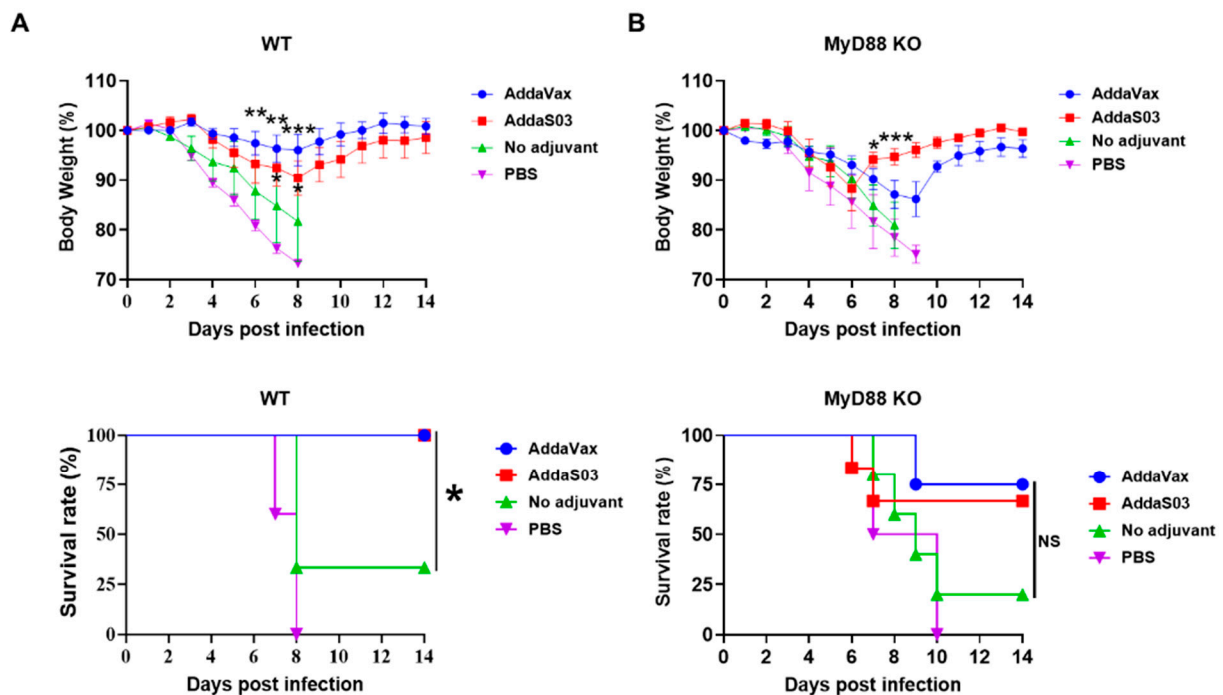 A
WT
110
100
90
80
70
Body Weight (%)
** ** ***
* *
0 2 4 6 8 10 12 14
Days post infection
AddaVax
AddaS03
No adjuvant
PBS
B
MyD88 KO
110
100
90
80
70
Body Weight (%)
* ***
0 2 4 6 8 10 12 14
Days post infection
AddaVax
AddaS03
No adjuvant
PBS
WT
100
75
50
25
0
Survival rate (%)
*
0 2 4 6 8 10 12 14
Days post infection
AddaVax
AddaS03
No adjuvant
PBS
MyD88 KO
100
75
50
25
0
Survival rate (%)
NS
0 2 4 6 8 10 12 14
Days post infection
AddaVax
AddaS03
No adjuvant
PBS